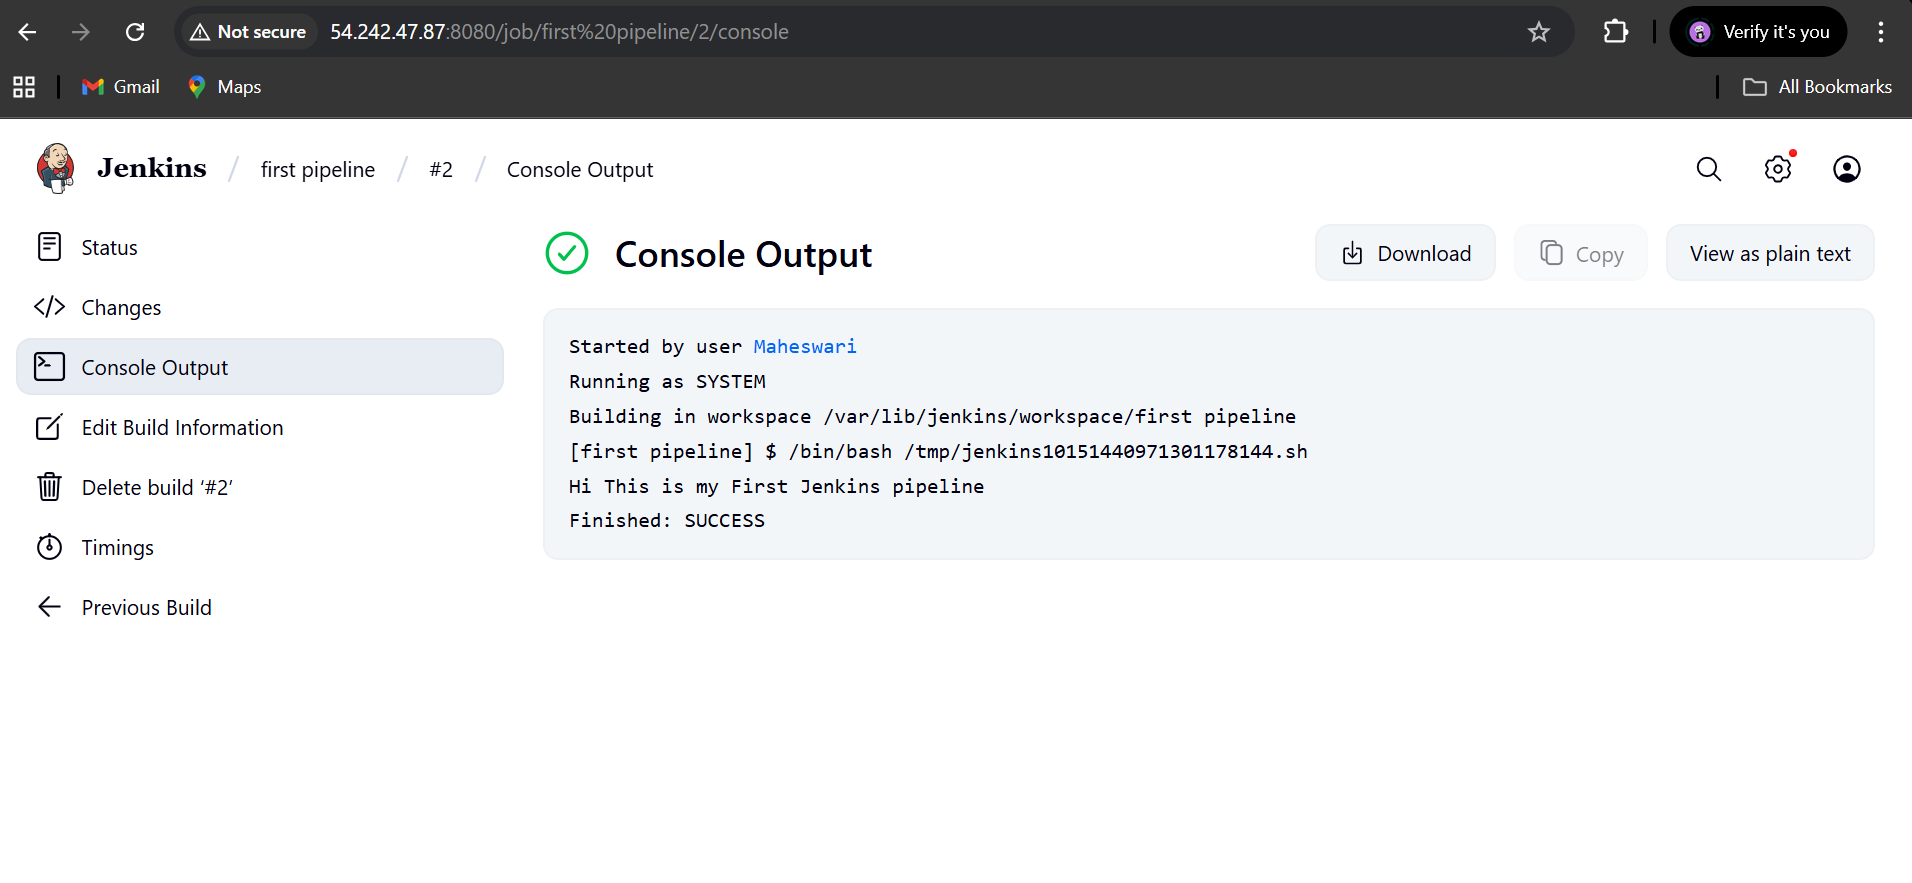 Not secure 54.242.47.87:8080/job/first%20pipeline/2/console Verify it's you
Gmail Maps All Bookmarks
Jenkins / first pipeline / #2 / Console Output
Status
Changes
Console Output
Edit Build Information
Delete build ‘#2’
Timings
Previous Build
Console Output
Download Copy View as plain text
Started by user Maheswari
Running as SYSTEM
Building in workspace /var/lib/jenkins/workspace/first pipeline
[first pipeline] $ /bin/bash /tmp/jenkins10151440971301178144.sh
Hi This is my First Jenkins pipeline
Finished: SUCCESS